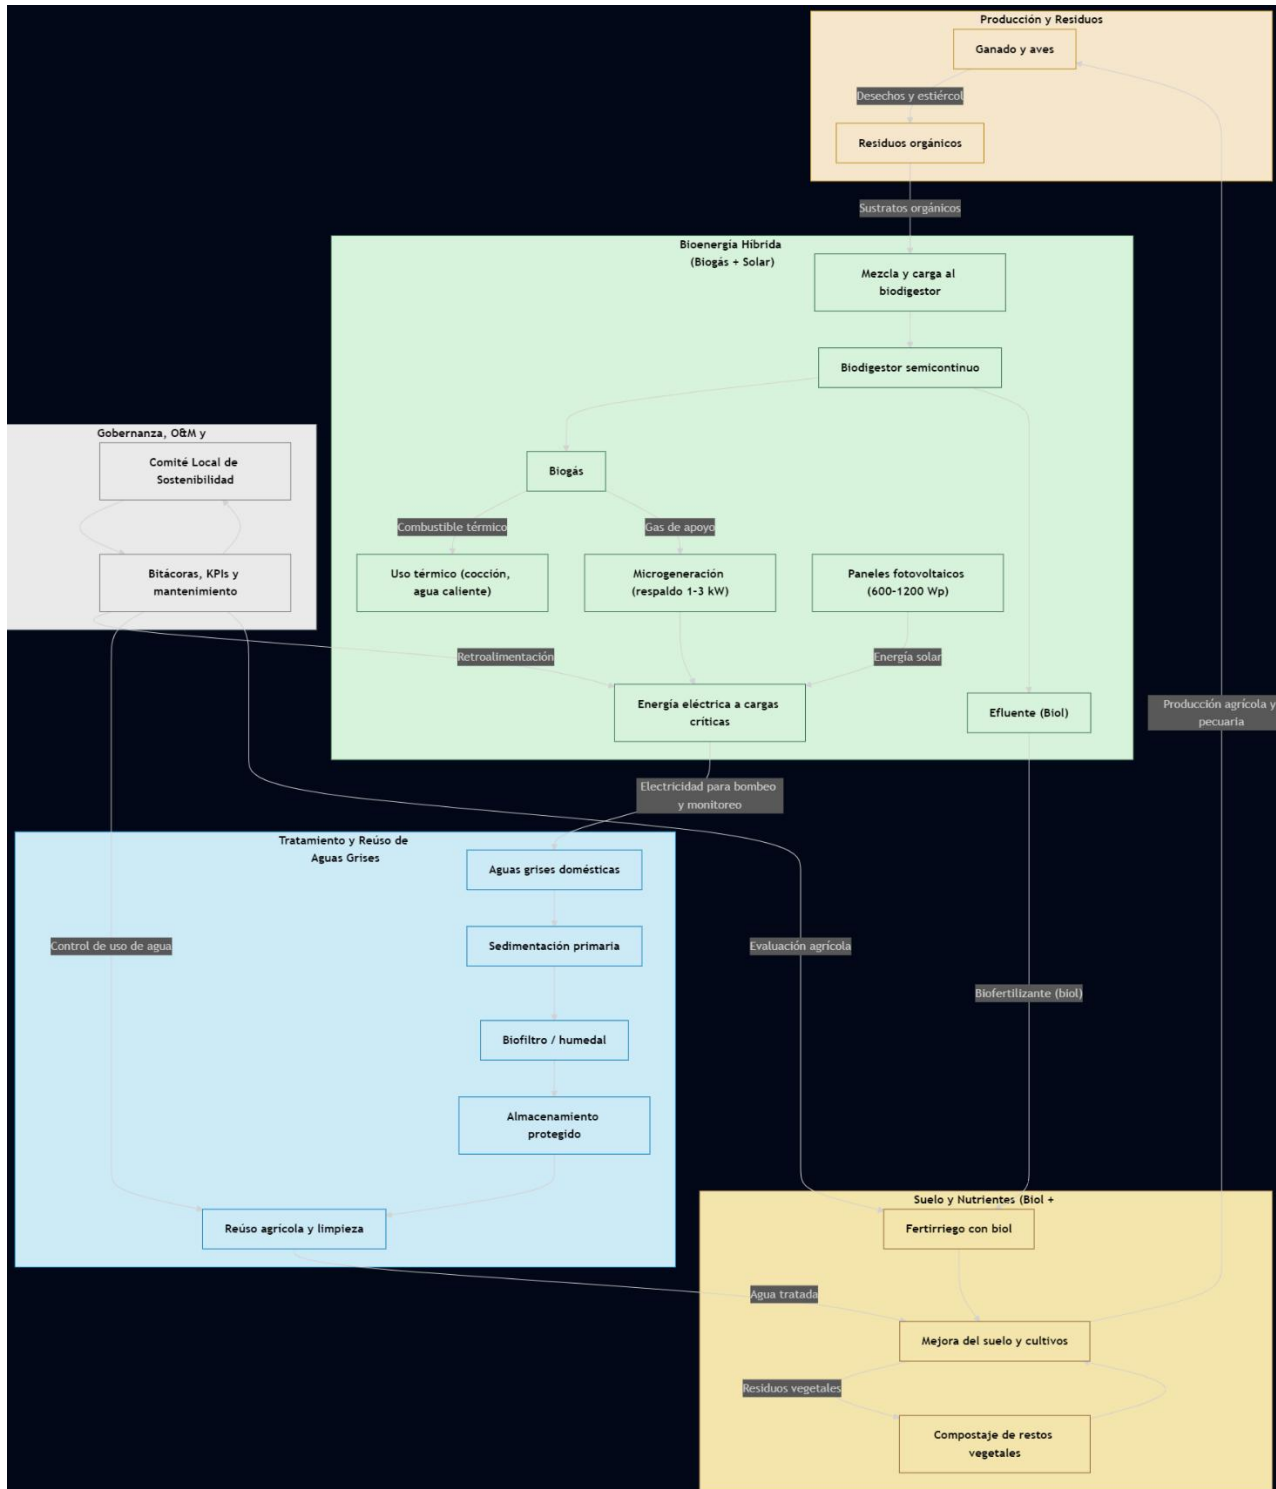 Producción y Residuos
Ganado y aves
Desechos y estiércol
Residuos orgánicos
Sustratos orgánicos
Bioenergía Híbrida
(Biogás + Solar)
Mezcla y carga al
biodigestor
Biodigestor semicontinuo
Gobernanza, O&M y
Comité Local de
Sostenibilidad
Biogás
Combustible térmico
Gas de apoyo
Bitácoras, KPIs y
mantenimiento
Uso térmico (cocción,
agua caliente)
Microgeneración
(respaldo 1-3 kW)
Paneles fotovoltaicos
(600-1200 Wp)
Retroalimentación
Energía solar
Energía eléctrica a cargas
críticas
Efluente (Biol)
Producción agrícola y
pecuaria
Electricidad para bombeo
y monitoreo
Tratamiento y Reúso de
Aguas Grises
Aguas grises domésticas
Control de uso de agua
Sedimentación primaria
Evaluación agrícola
Biofertilizante (biol)
Biofiltro / humedal
Almacenamiento
protegido
Reúso agrícola y limpieza
Suelo y Nutrientes (Biol +
Fertirriego con biol
Agua tratada
Mejora del suelo y cultivos
Residuos vegetales
Compostaje de restos
vegetales